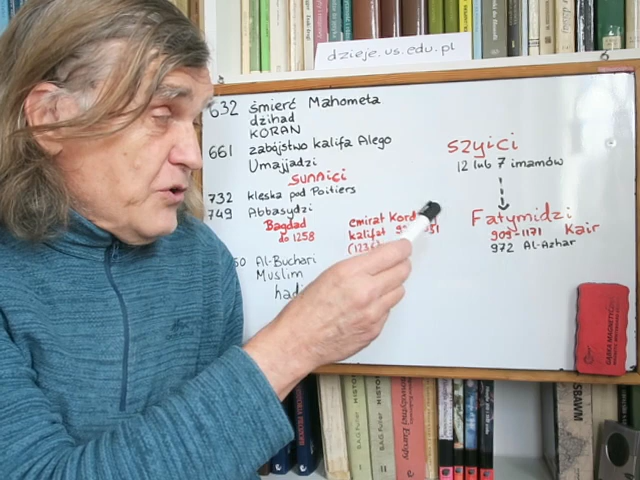 dzieje.us.edu.pl
632 śmierć Mahometa
dżihad
KORAN
661 zabójstwo kalifa Alego
Umajjadzi
sunnici
732 klęska pod Poitiers
749 Abbasydzi
Bagdad
do 1258
emirat
kalifat
Al-Buchari
Muslim
szyici
12 lub 7 imamów
Fatymidzi
909-1171 Kair
972 Al-Azhar